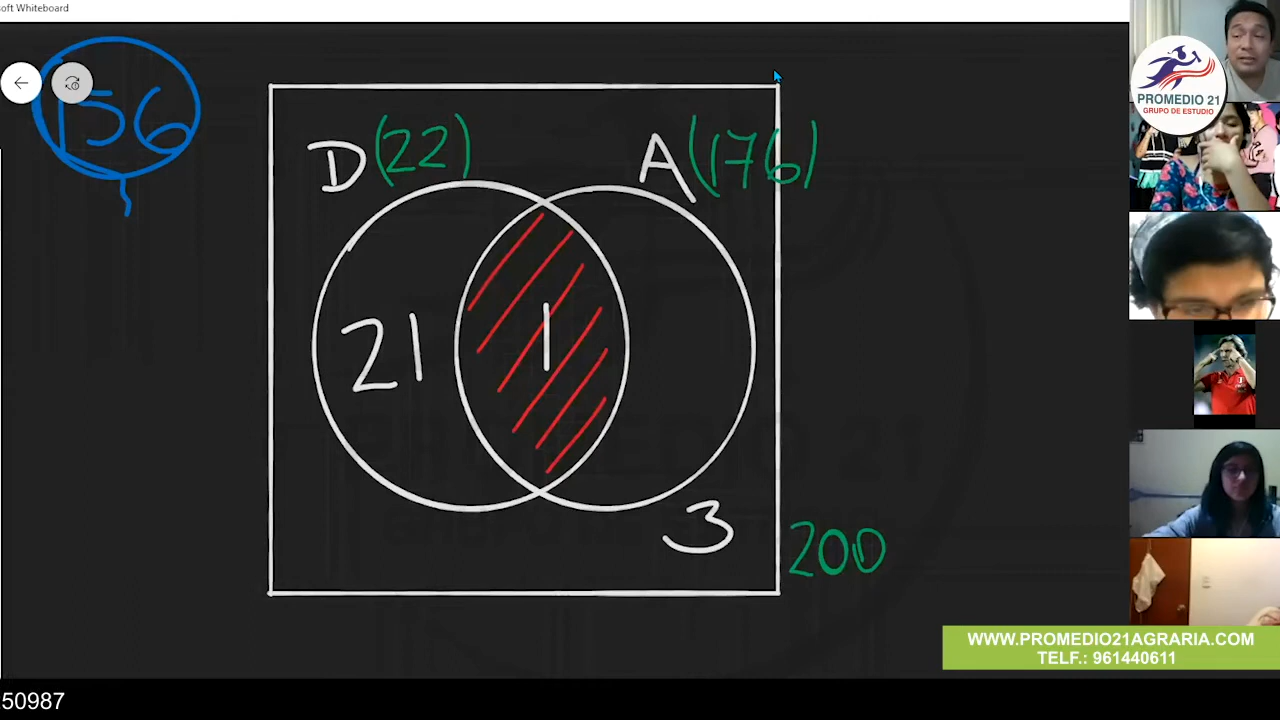 soft Whiteboard
156
D(22)
A(176)
21
1
3
200
PROMEDIO 21
GRUPO DE ESTUDIO
WWW.PROMEDIO21AGRARIA.COM
TELF.: 961440611
50987